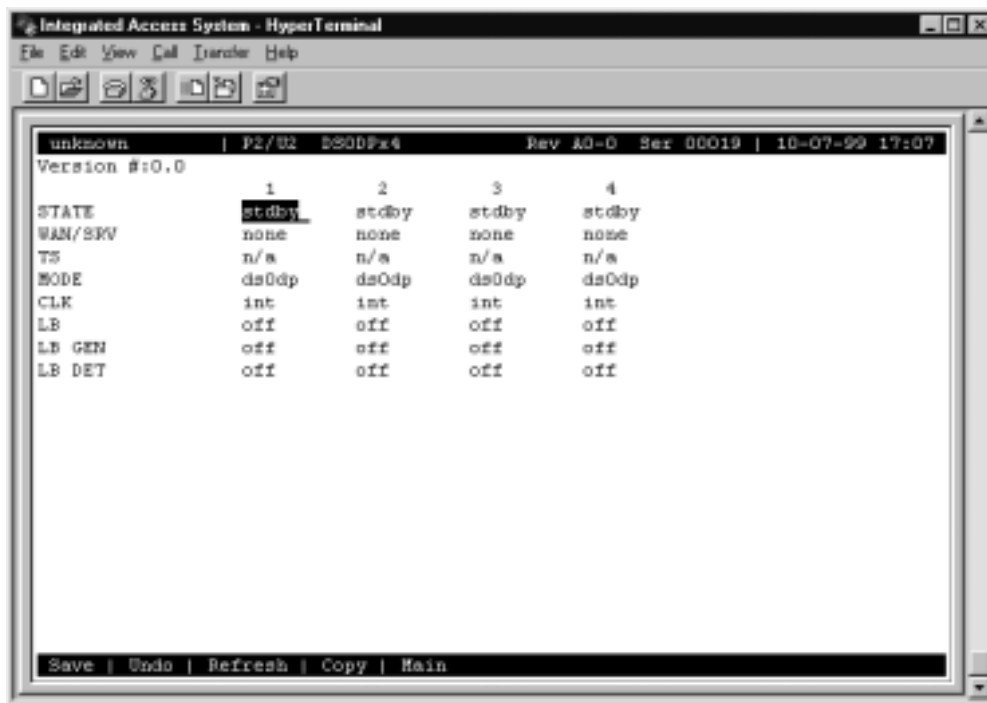 Integrated Access System - HyperTerminal
File Edit View Call Transfer Help
unknown | P2/U2 DS0DPx4 Rev A0-0 Ser 00019 | 10-07-99 17:07
Version #:0.0
1 2 3 4
STATE stdby stdby stdby stdby
WAN/SRV none none none none
TS n/a n/a n/a n/a
MODE ds0dp ds0dp ds0dp ds0dp
CLK int int int int
LB off off off off
LB GEN off off off off
LB DET off off off off
Save | Undo | Refresh | Copy | Main